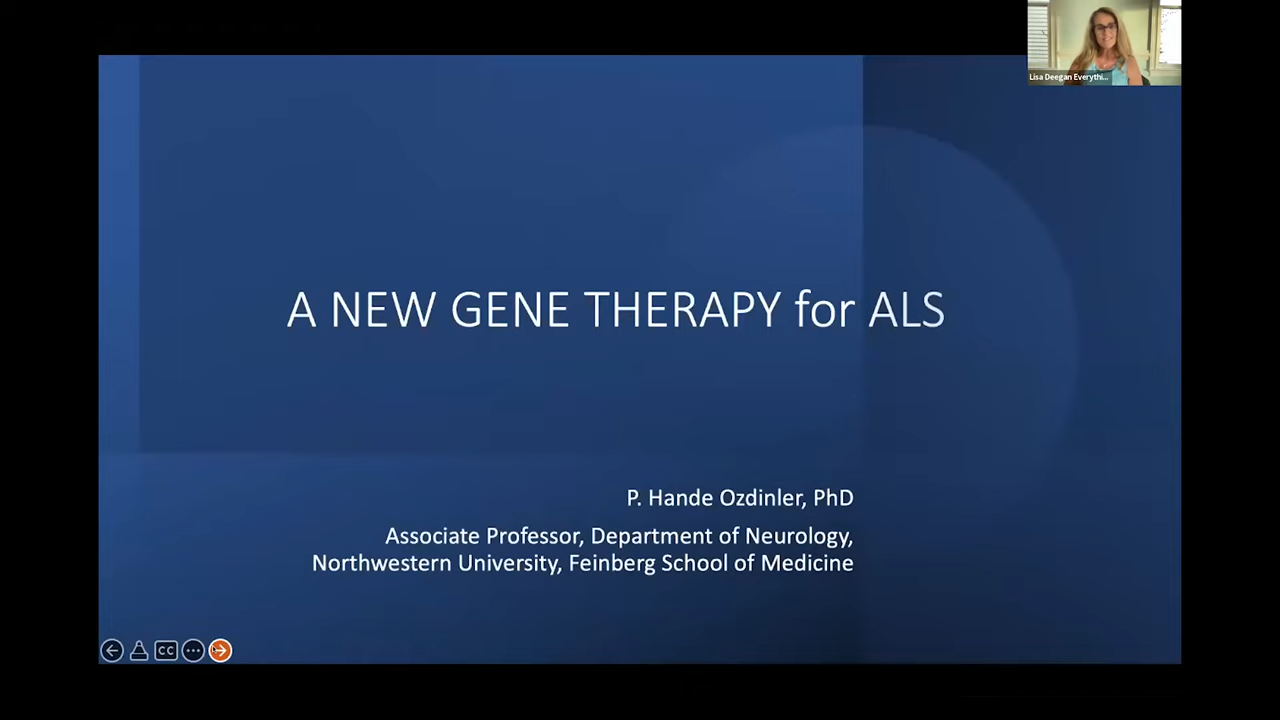 Lisa Deegan Everythi...
A NEW GENE THERAPY for ALS
P. Hande Ozdinler, PhD
Associate Professor, Department of Neurology,
Northwestern University, Feinberg School of Medicine
CC